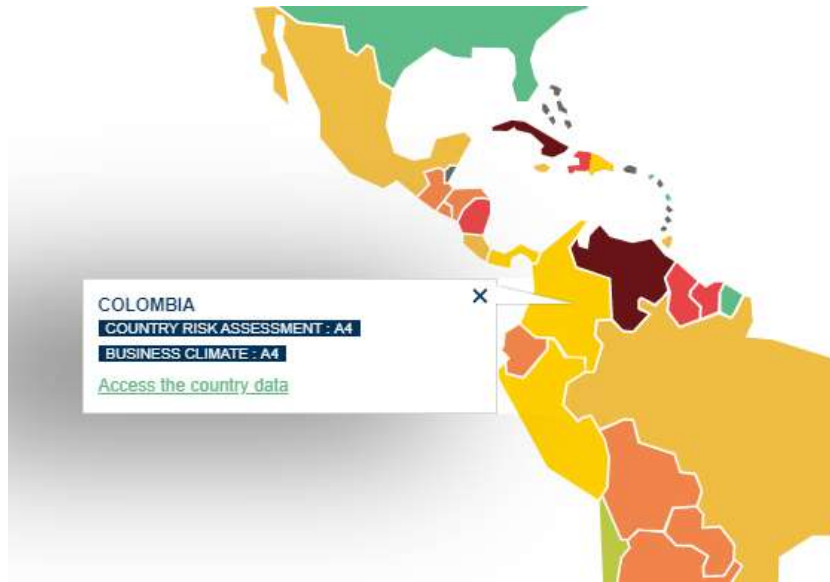 COLOMBIA
COUNTRY RISK ASSESSMENT : A4
BUSINESS CLIMATE : A4
Access the country data